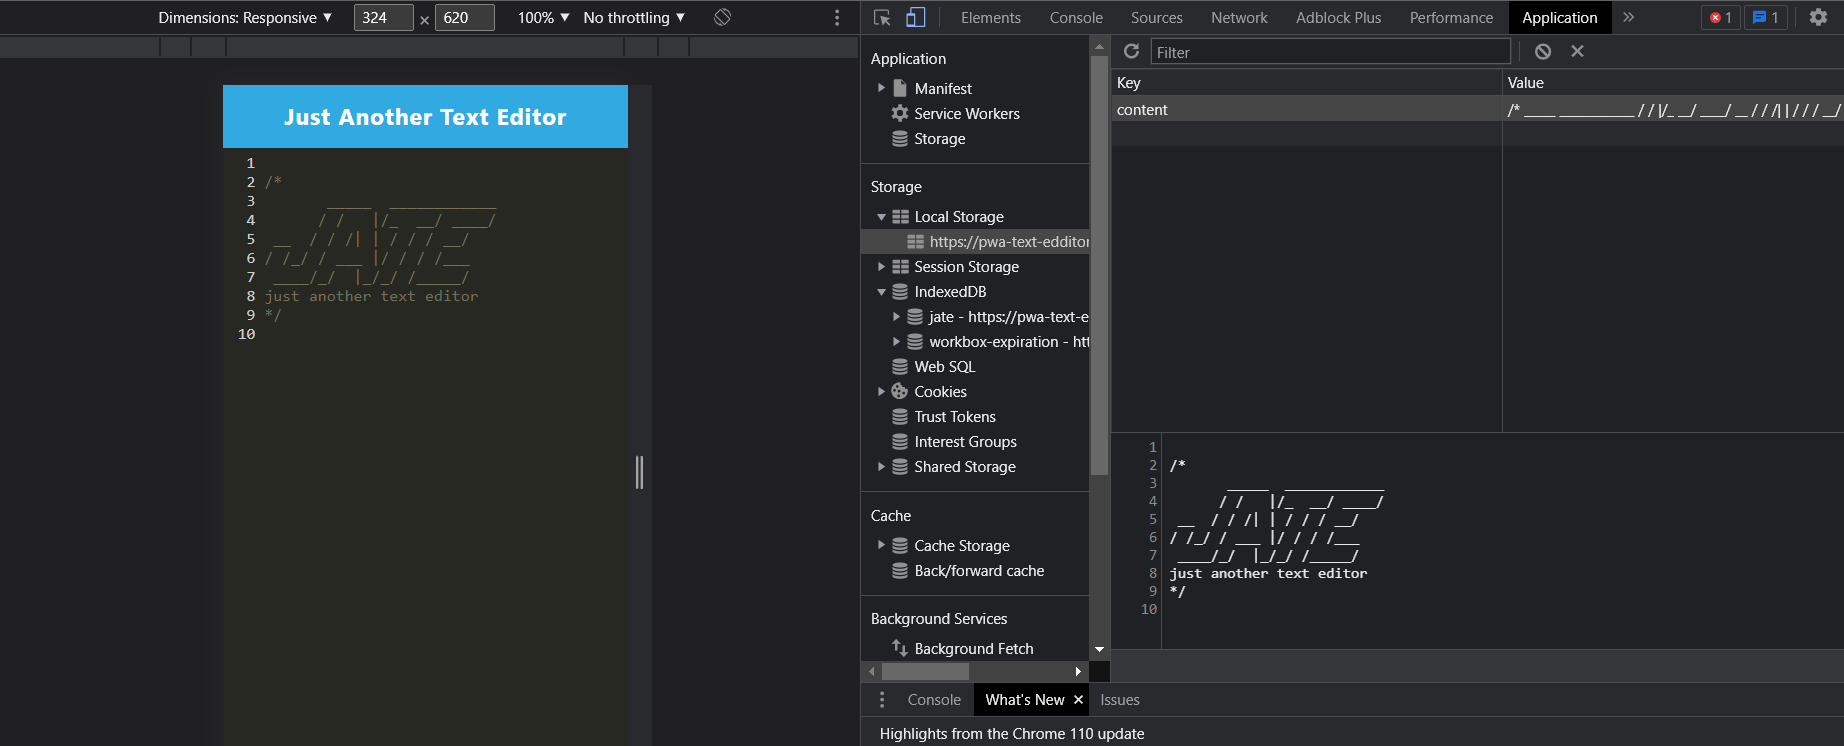 Dimensions: Responsive ▼ 324 × 620 100% ▼ No throttling ▼
Just Another Text Editor
1
2 /*
3        _____  ____________
4       / /   |/_  __/ ____/
5  __  / / /| | / / / __/
6 / /_/ / ___ |/ / / /___
7  ____/_/  |_/_/ /_____/
8 just another text editor
9 */
10
Elements Console Sources Network Adblock Plus Performance Application » 1 1
Application
Manifest
Service Workers
Storage
Storage
Local Storage
https://pwa-text-edditor
Session Storage
IndexedDB
jate - https://pwa-text-e
workbox-expiration - htt
Web SQL
Cookies
Trust Tokens
Interest Groups
Shared Storage
Cache
Cache Storage
Back/forward cache
Background Services
Background Fetch
Filter
Key Value
content /* _____ ____________ / / |/_ __/ ____/ __ / / /| | / / / __/
1
2 /*
3        _____  ____________
4       / /   |/_  __/ ____/
5  __  / / /| | / / / __/
6 / /_/ / ___ |/ / / /___
7  ____/_/  |_/_/ /_____/
8 just another text editor
9 */
10
Console What's New × Issues
Highlights from the Chrome 110 update